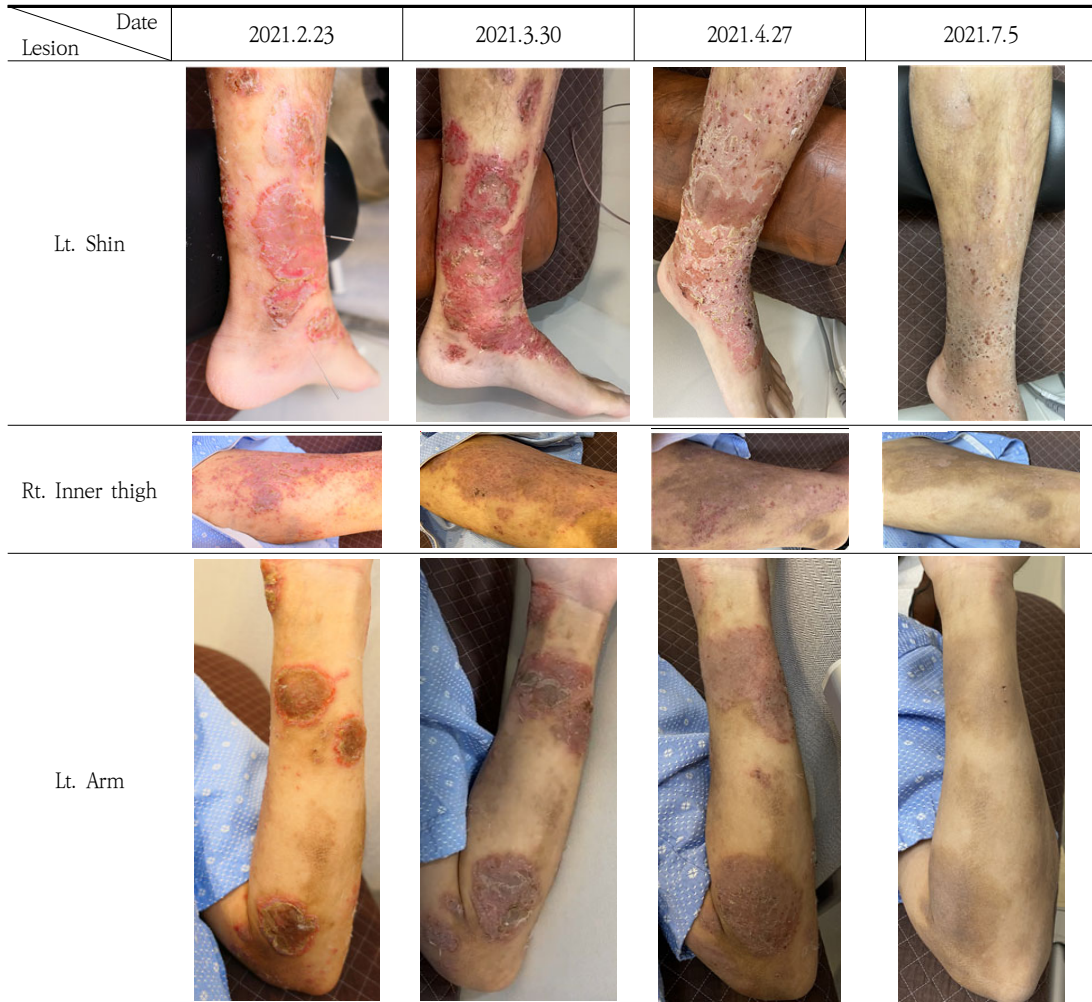 Date
Lesion
2021.2.23
2021.3.30
2021.4.27
2021.7.5
Lt. Shin
Rt. Inner thigh
Lt. Arm